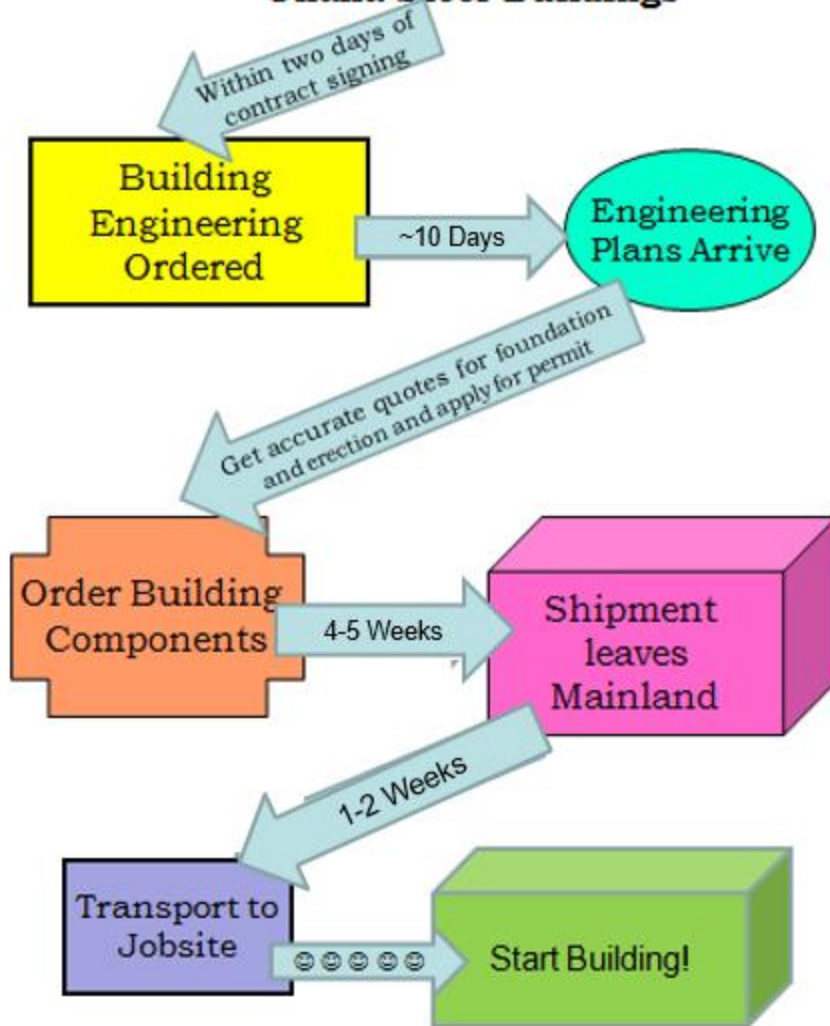 Within two days of
contract signing
Building
Engineering
Ordered
~10 Days
Engineering
Plans Arrive
Get accurate quotes for foundation
and erection and apply for permit
Order Building
Components
4-5 Weeks
Shipment
leaves
Mainland
1-2 Weeks
Transport to
Jobsite
☺☺☺☺☺
Start Building!